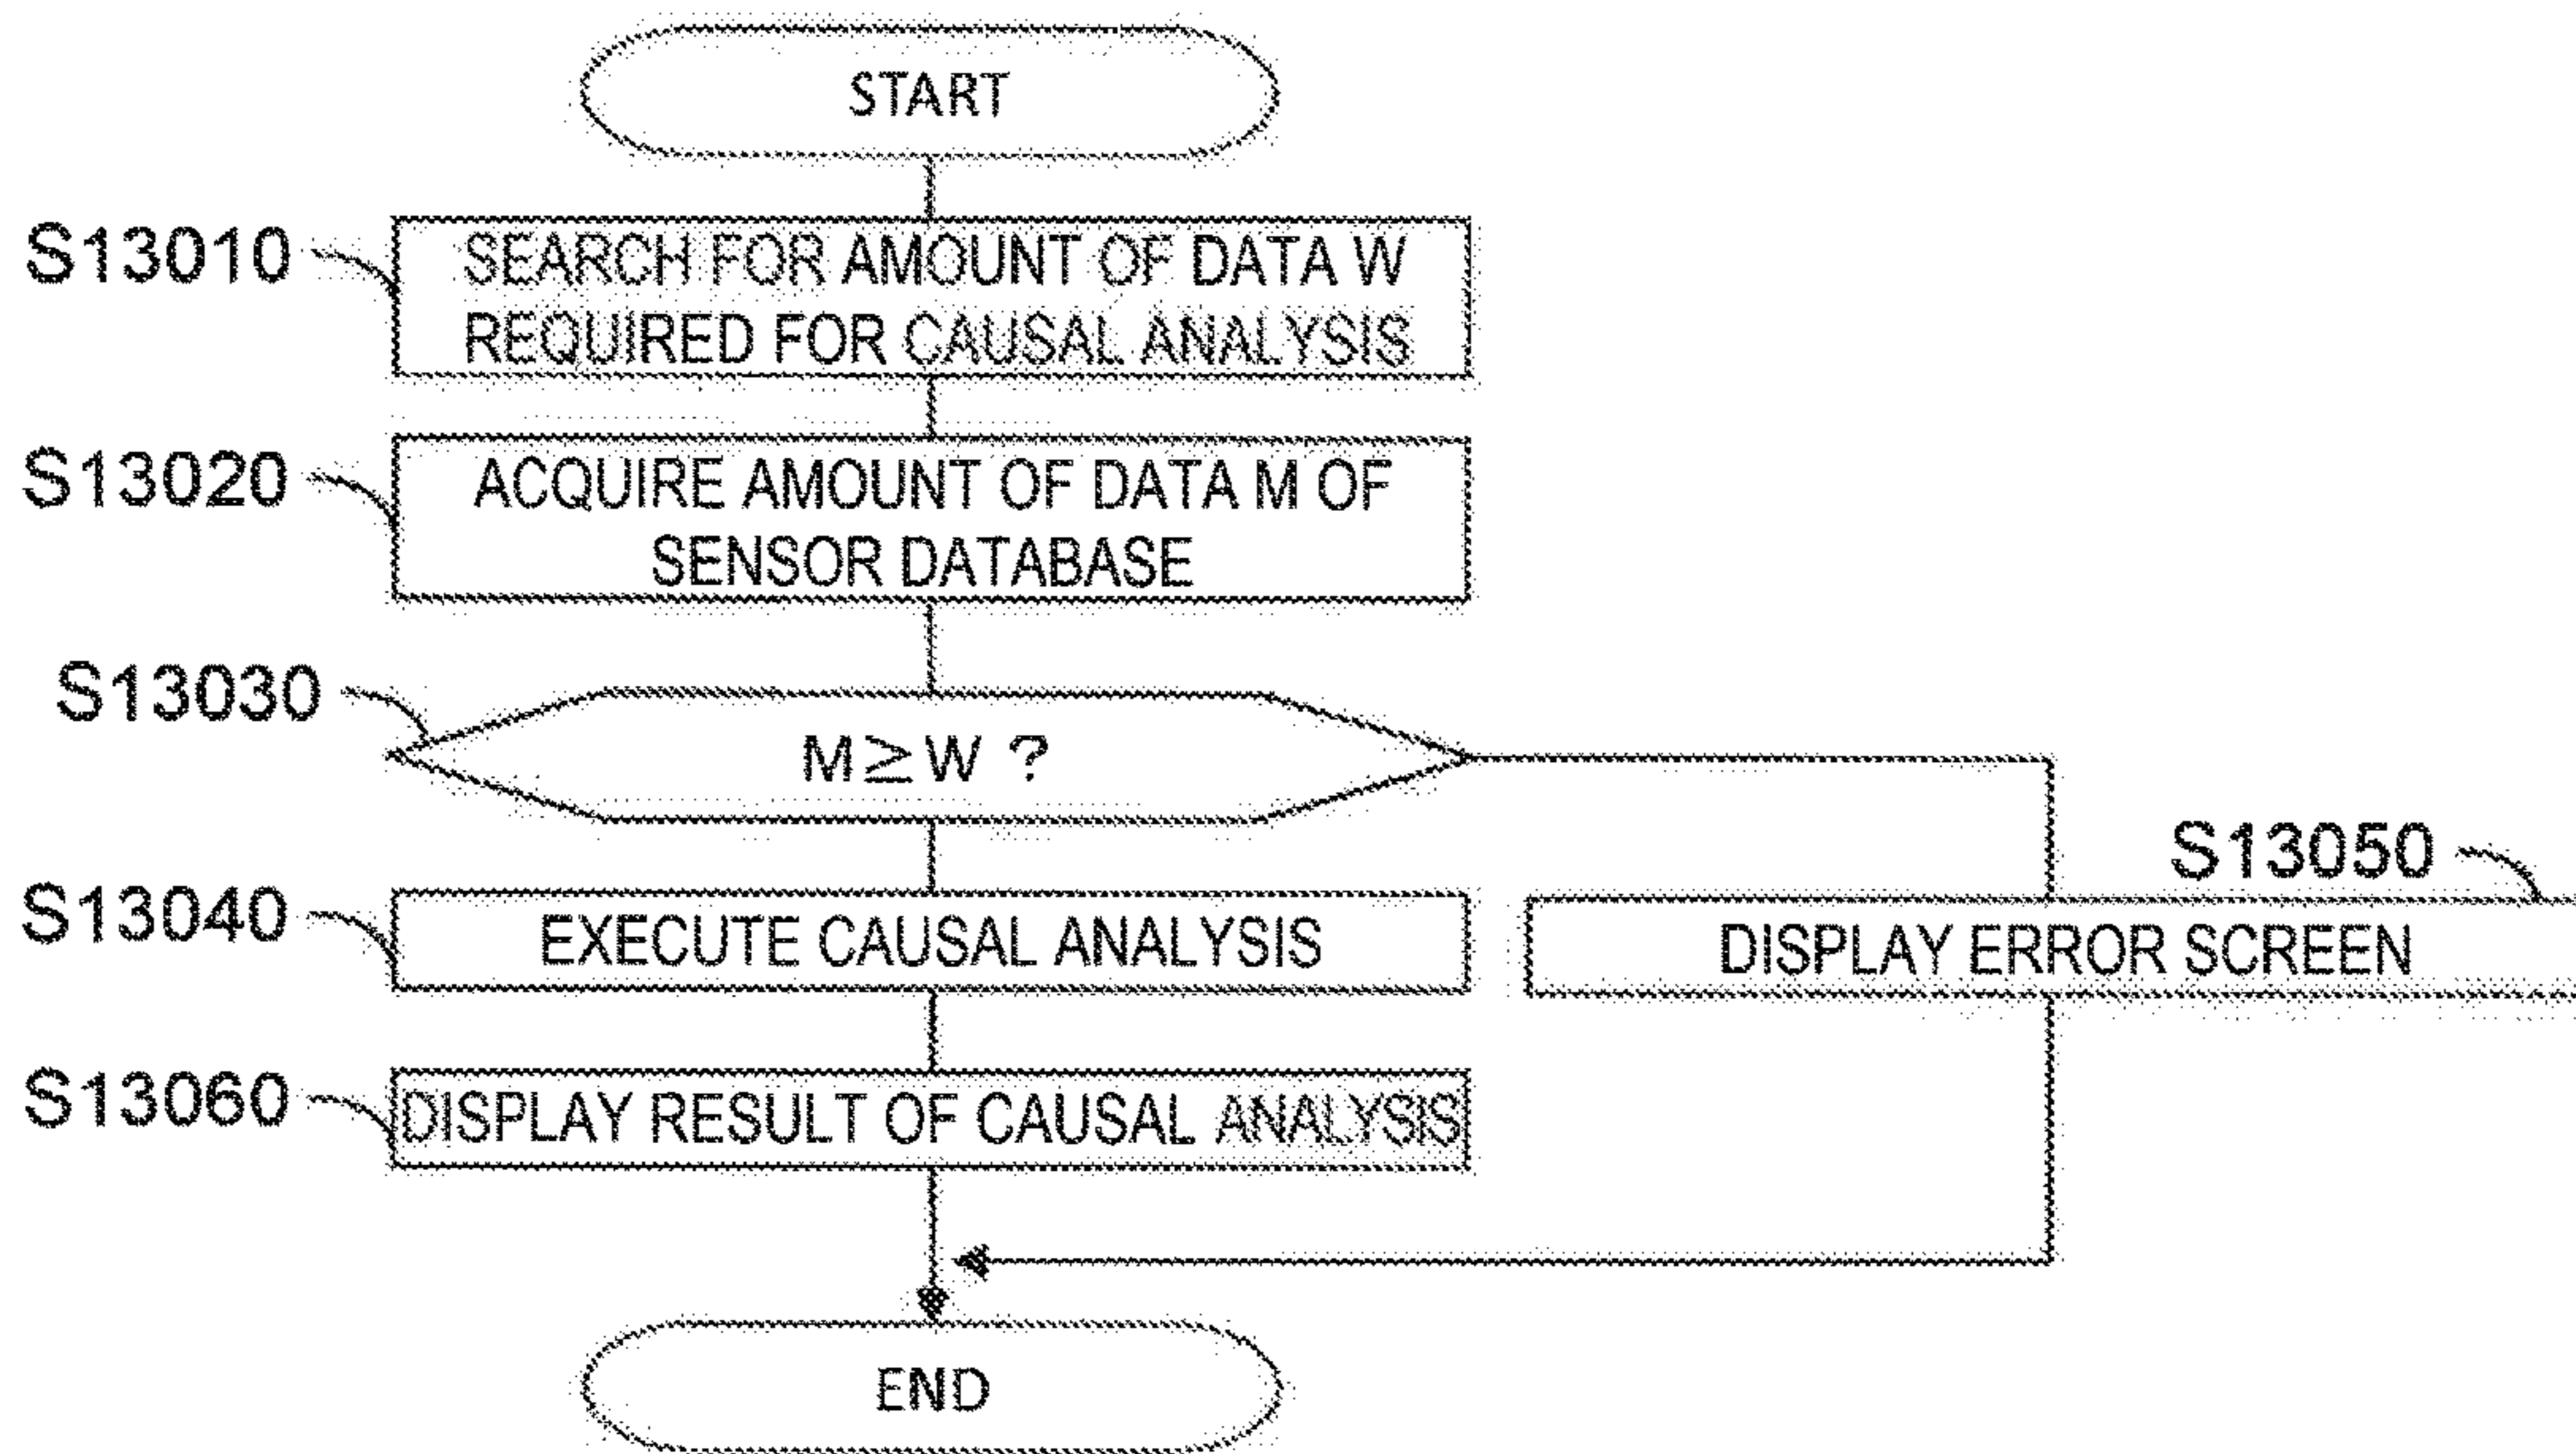 START
S13010
SEARCH FOR AMOUNT OF DATA W
REQUIRED FOR CAUSAL ANALYSIS
S13020
ACQUIRE AMOUNT OF DATA M OF
SENSOR DATABASE
S13030
M≧W ?
S13040
EXECUTE CAUSAL ANALYSIS
S13050
DISPLAY ERROR SCREEN
S13060
DISPLAY RESULT OF CAUSAL ANALYSIS
END